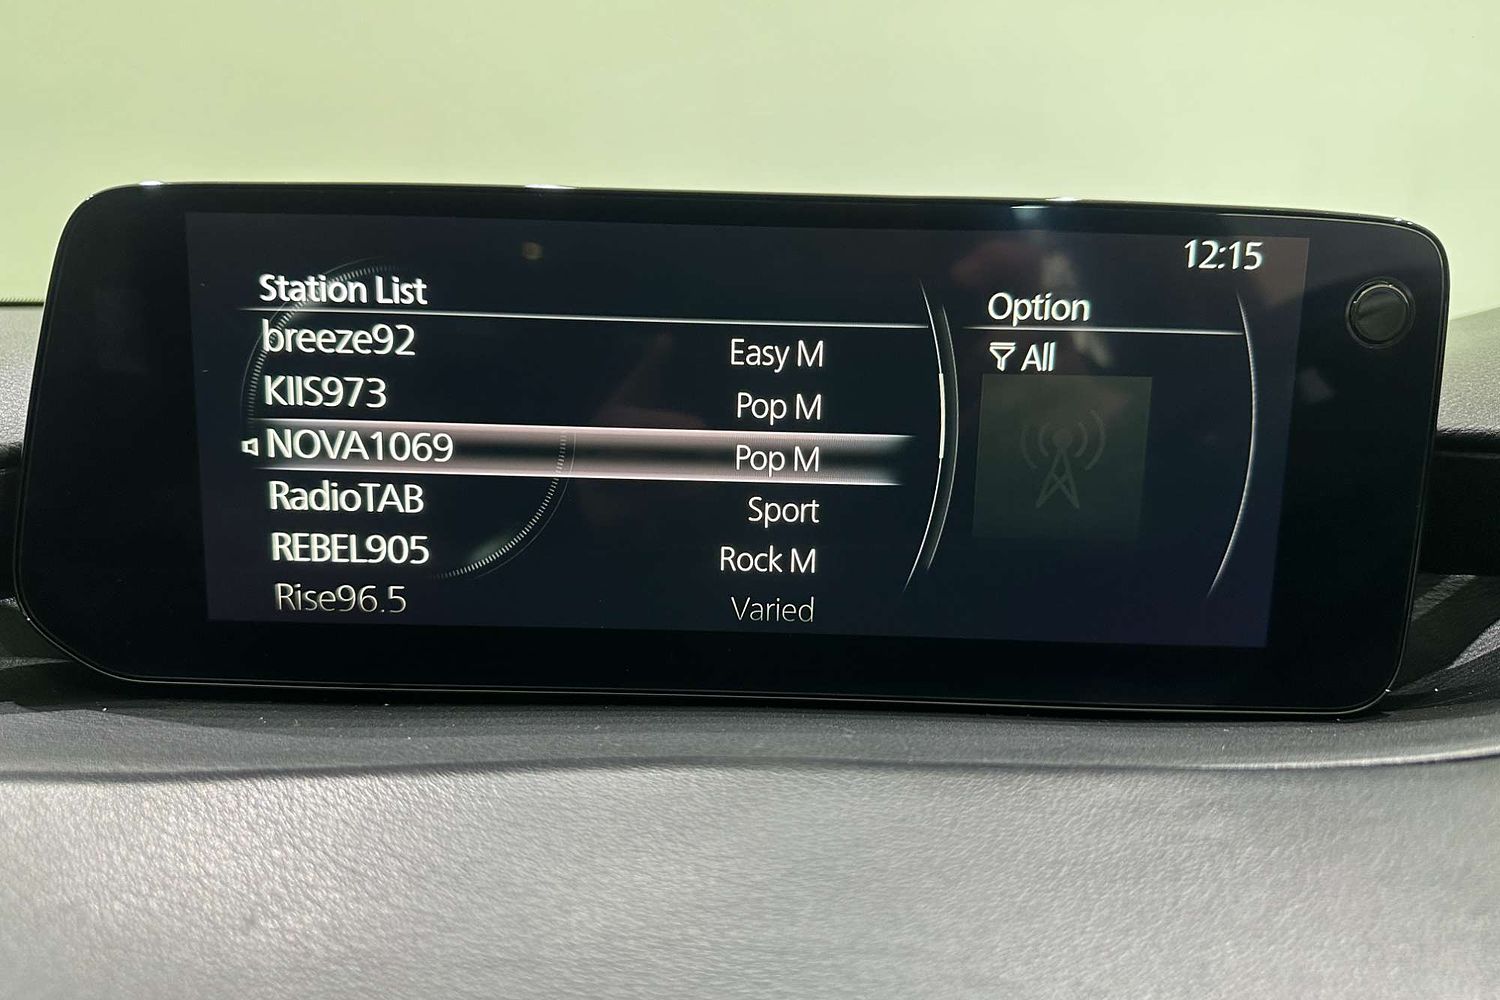 12:15
Station List
breeze92 Easy M
KIIS973 Pop M
NOVA1069 Pop M
RadioTAB Sport
REBEL905 Rock M
Rise96.5 Varied
Option
All